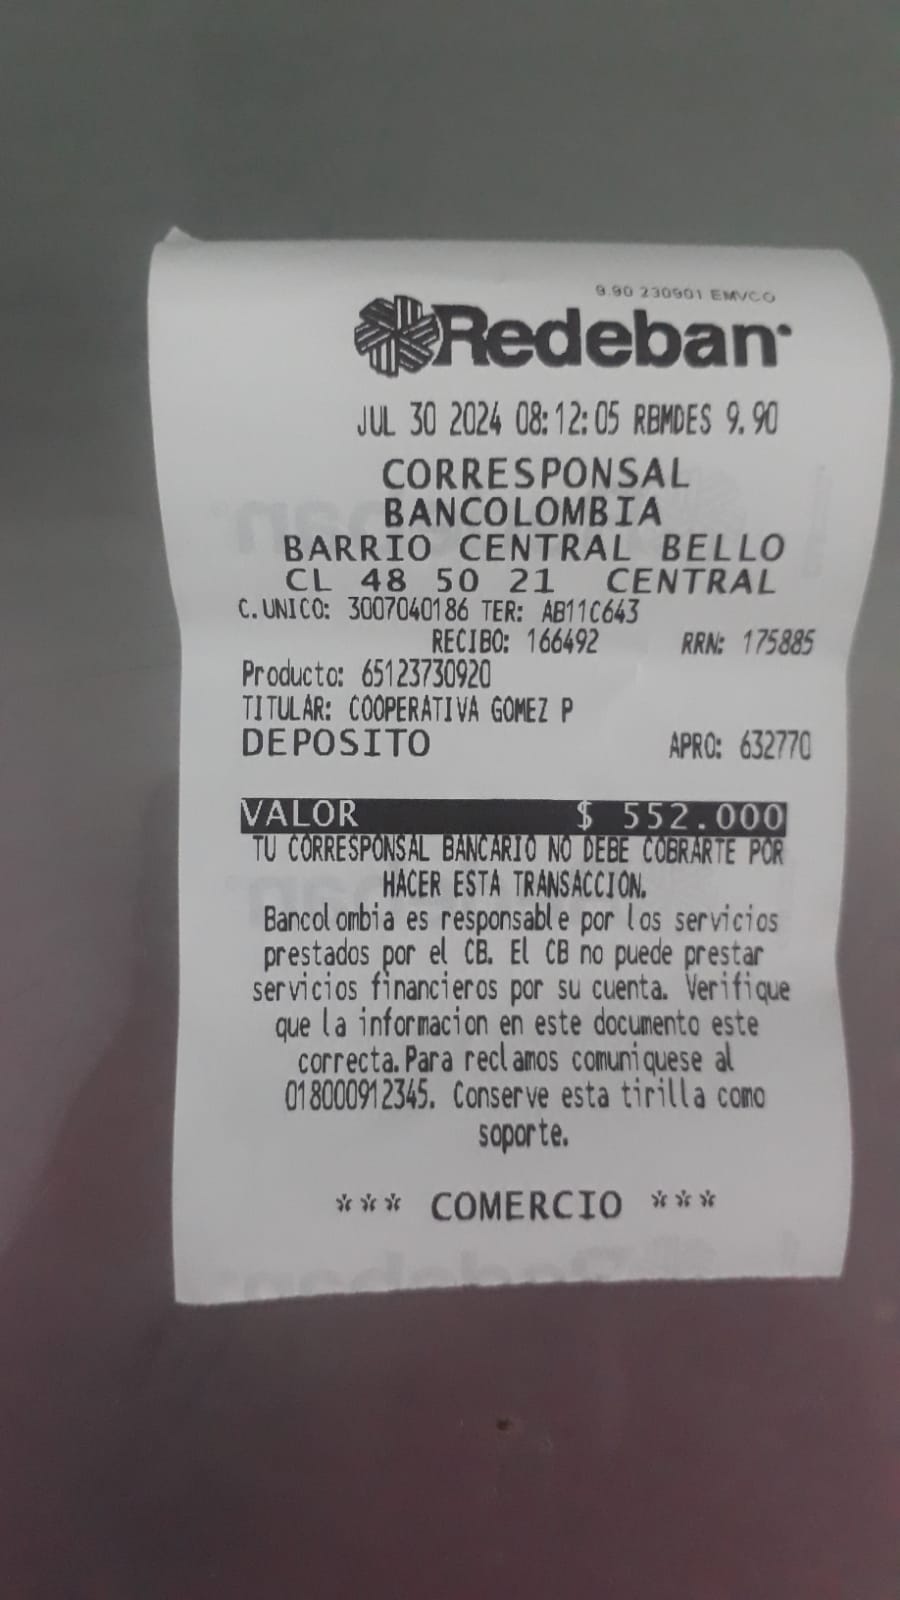 9.90 230901 EMVCO
Redeban
JUL 30 2024 08:12:05 RBMDES 9.90
CORRESPONSAL
BANCOLOMBIA
BARRIO CENTRAL BELLO
CL 48 50 21 CENTRAL
C.UNICO: 3007040186 TER: AB11C643
RECIBO: 166492 RRN: 175885
Producto: 65123730920
TITULAR: COOPERATIVA GOMEZ P
DEPOSITO APRO: 632770
VALOR $ 552.000
TU CORRESPONSAL BANCARIO NO DEBE COBRARTE POR
HACER ESTA TRANSACCION.
Bancolombia es responsable por los servicios
prestados por el CB. El CB no puede prestar
servicios financieros por su cuenta. Verifique
que la informacion en este documento este
correcta.Para reclamos comuniquese al
018000912345. Conserve esta tirilla como
soporte.
*** COMERCIO ***